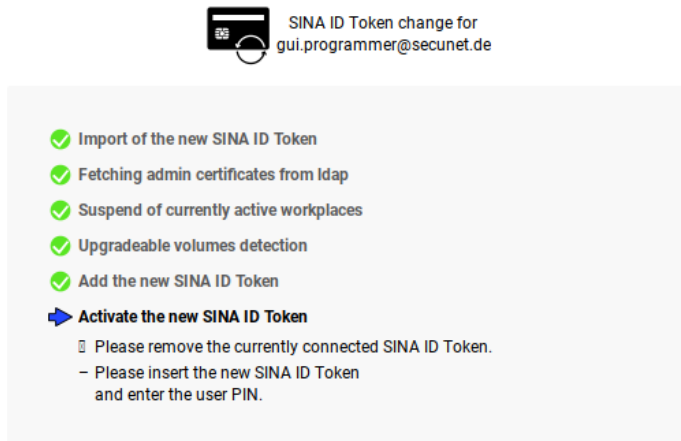 SINA ID Token change for
gui.programmer@secunet.de
Import of the new SINA ID Token
Fetching admin certificates from ldap
Suspend of currently active workplaces
Upgradeable volumes detection
Add the new SINA ID Token
Activate the new SINA ID Token
Please remove the currently connected SINA ID Token.
– Please insert the new SINA ID Token
and enter the user PIN.